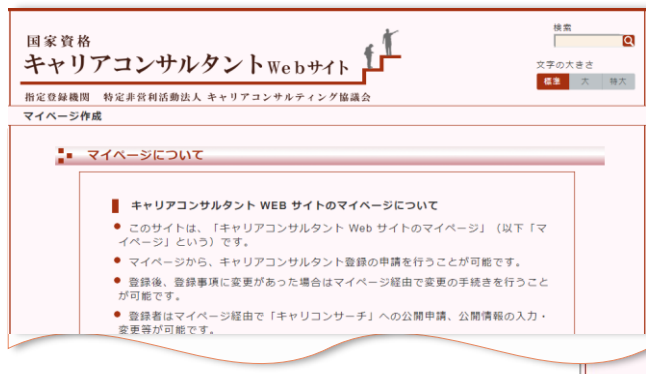 検索
国家資格
キャリアコンサルタントWebサイト
文字の大きさ
標準 大 特大
指定登録機関 特定非営利活動法人 キャリアコンサルティング協議会
マイページ作成
マイページについて
キャリアコンサルタント WEB サイトのマイページについて
● このサイトは、「キャリアコンサルタント Web サイトのマイページ」（以下「マ
イページ」という）です。
● マイページから、キャリアコンサルタント登録の申請を行うことが可能です。
● 登録後、登録事項に変更があった場合はマイページ経由で変更の手続きを行うこと
が可能です。
● 登録者はマイページ経由で「キャリコンサーチ」への公開申請、公開情報の入力・
変更等が可能です。